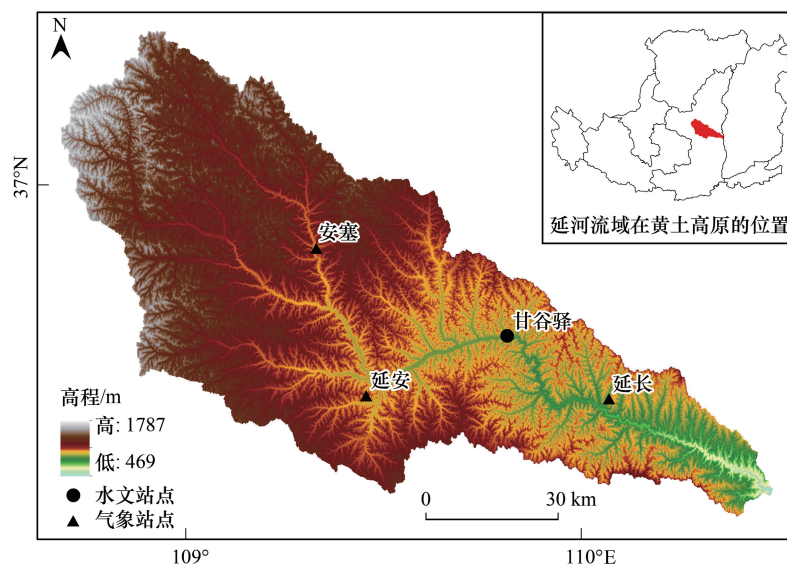 N
37°N
安塞
甘谷驿
延安
延长
延河流域在黄土高原的位置
高程/m
高: 1787
低: 469
水文站点
气象站点
0
30 km
109°
110°E